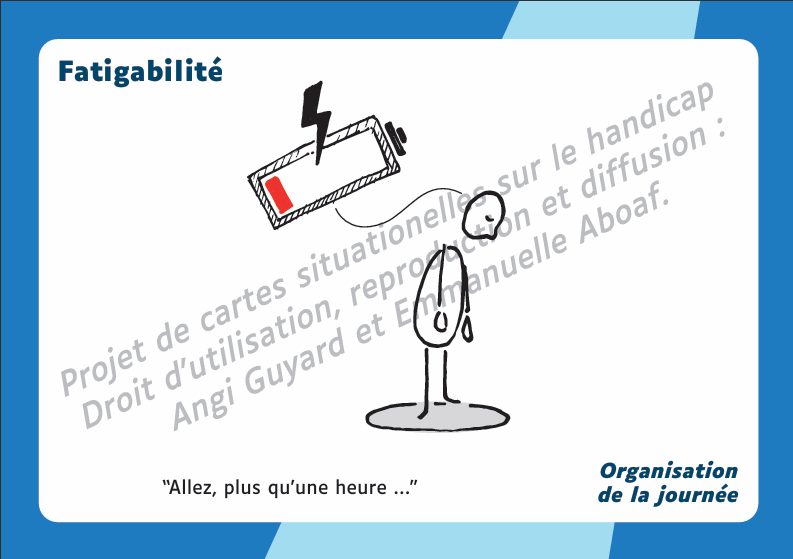 Fatigabilité
Projet de cartes situationelles sur le handicap
Droit d’utilisation, reproduction et diffusion :
Angi Guyard et Emmanuelle Aboaf.
“Allez, plus qu’une heure ...”
Organisation
de la journée